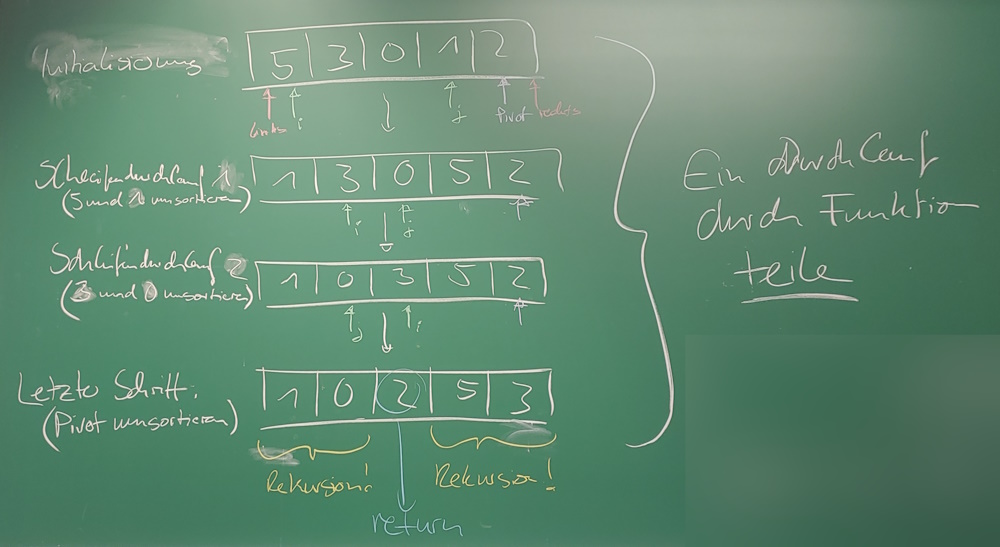 Initialisierung 5 3 0 1 2
links i j Pivot rechts
Schleifendurchlauf 1 1 3 0 5 2
(5 und 1 umsortieren) i j
Schleifendurchlauf 2 1 0 3 5 2
(3 und 0 umsortieren) j i
Letzter Schritt: 1 0 2 5 3
(Pivot umsortieren)
Rekursion! Rekursion!
return
Ein Durchlauf
durch Funktion
teile